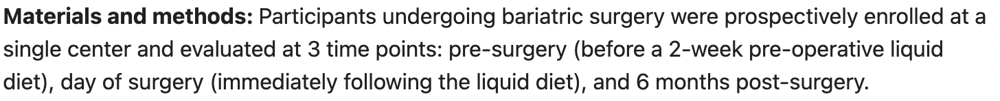 Materials and methods: Participants undergoing bariatric surgery were prospectively enrolled at a
single center and evaluated at 3 time points: pre-surgery (before a 2-week pre-operative liquid
diet), day of surgery (immediately following the liquid diet), and 6 months post-surgery.